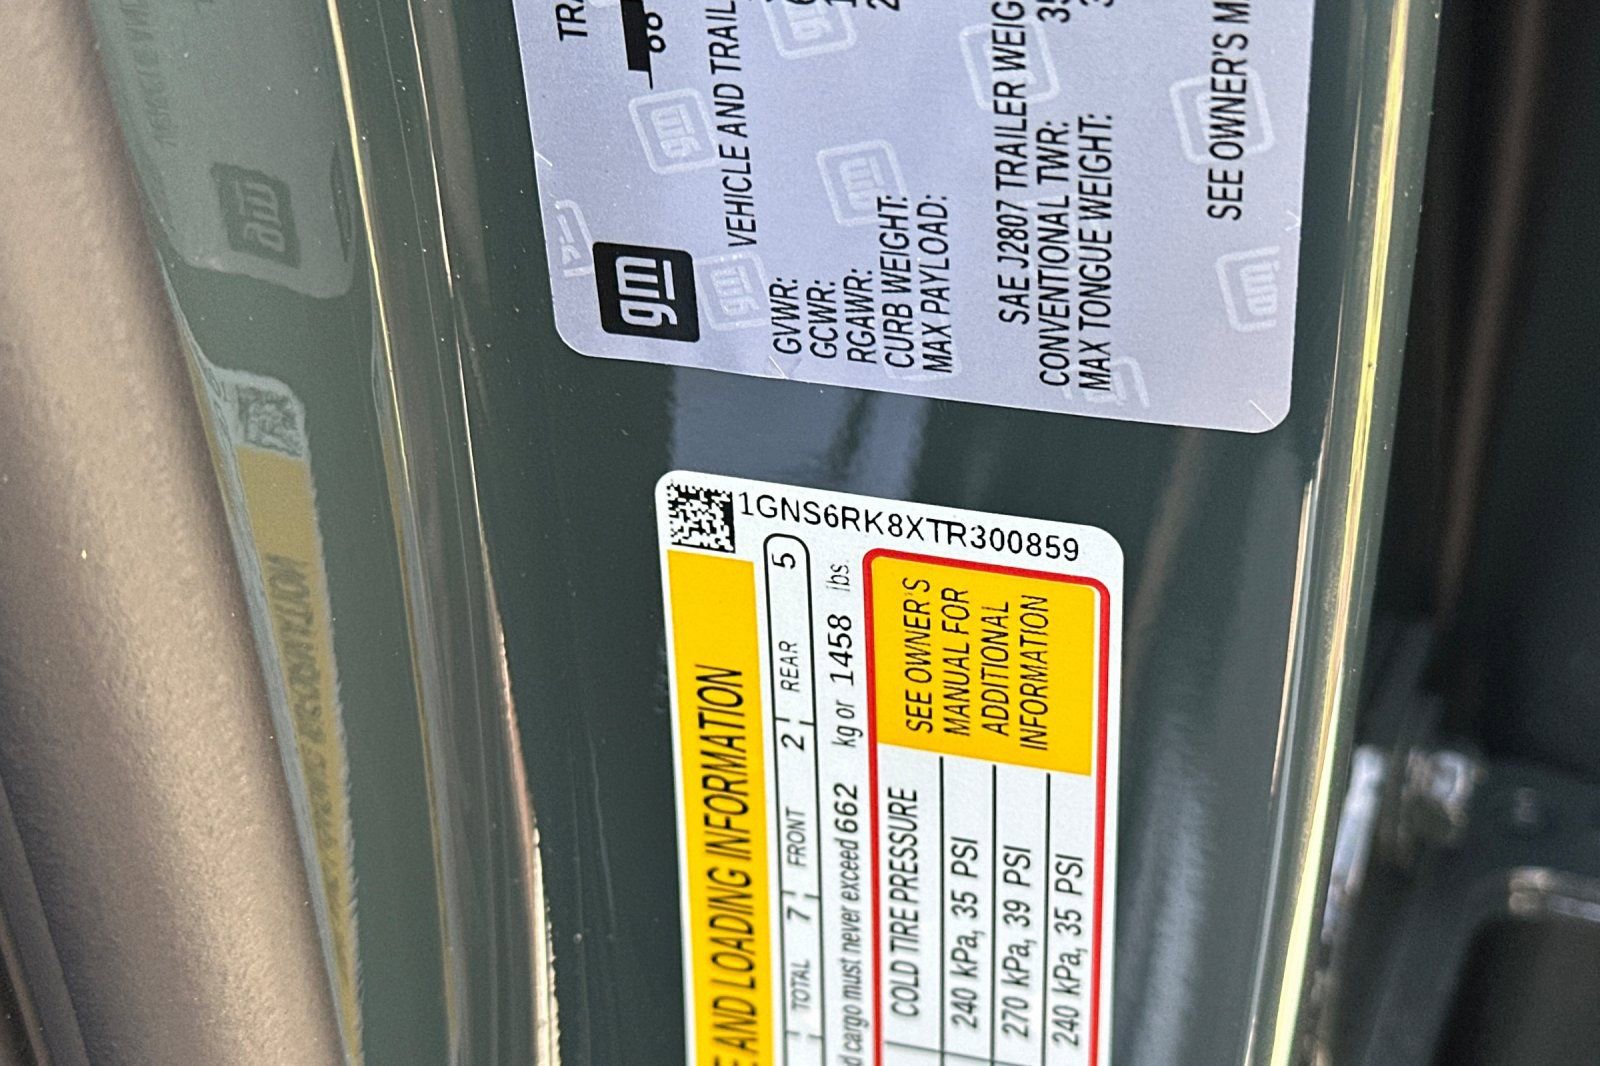 TRA
gm
VEHICLE AND TRAIL
GVWR:
GCWR:
RGAWR:
CURB WEIGHT:
MAX PAYLOAD:
SAE J2807 TRAILER WEIG
CONVENTIONAL TWR: 35
MAX TONGUE WEIGHT:
SEE OWNER'S M
1GNS6RK8XTR300859
E AND LOADING INFORMATION
TOTAL 7 FRONT 2 REAR 5
d cargo must never exceed 662 kg or 1458 lbs.
COLD TIRE PRESSURE
240 kPa, 35 PSI
270 kPa, 39 PSI
240 kPa, 35 PSI
SEE OWNER'S
MANUAL FOR
ADDITIONAL
INFORMATION